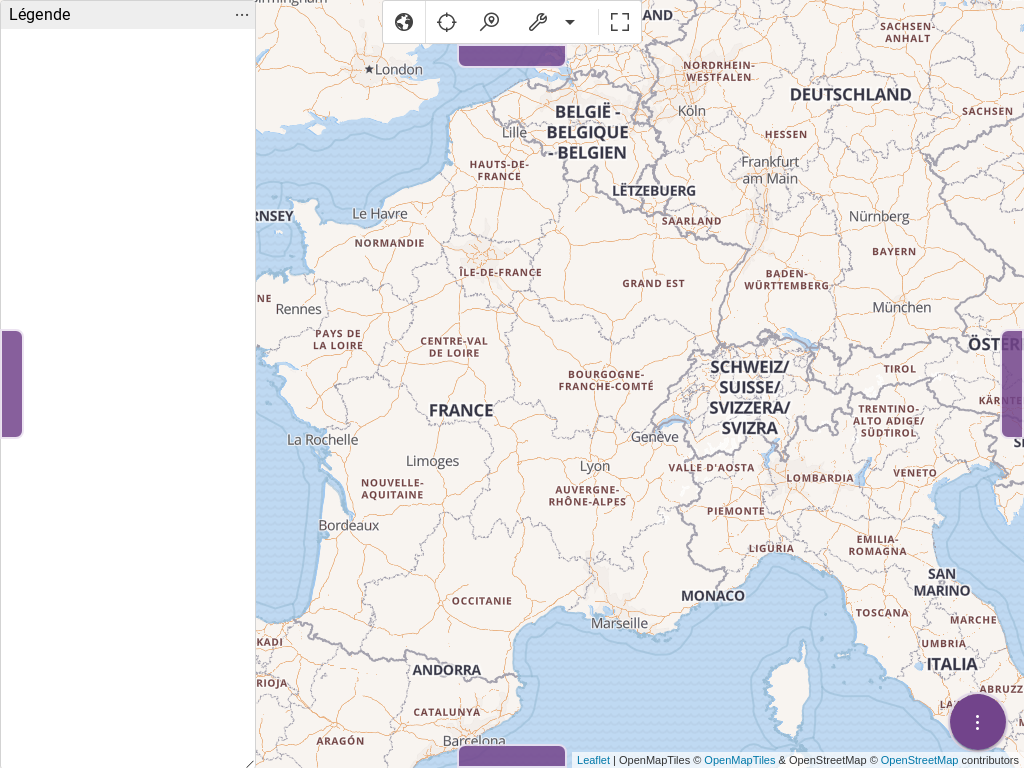 Légende
LAND
SACHSEN-
ANHALT
London
NORDRHEIN-
WESTFALEN
DEUTSCHLAND
BELGIË -
BELGIQUE
- BELGIEN
Köln
SACHSEN
Lille
HESSEN
HAUTS-DE-
FRANCE
Frankfurt
am Main
LËTZEBUERG
RNSEY
Le Havre
SAARLAND
Nürnberg
NORMANDIE
BAYERN
ÎLE-DE-FRANCE
GRAND EST
BADEN-
WÜRTTEMBERG
NE
Rennes
München
PAYS DE
LA LOIRE
CENTRE-VAL
DE LOIRE
ÖSTER
SCHWEIZ/
SUISSE/
SVIZZERA/
SVIZRA
TIROL
BOURGOGNE-
FRANCHE-COMTÉ
KÄRNTE
FRANCE
TRENTINO-
ALTO ADIGE/
SÜDTIROL
La Rochelle
Genève
Limoges
Lyon
VALLE D'AOSTA
LOMBARDIA
VENETO
NOUVELLE-
AQUITAINE
AUVERGNE-
RHÔNE-ALPES
PIEMONTE
Bordeaux
LIGURIA
EMILIA-
ROMAGNA
SAN
MARINO
OCCITANIE
MONACO
Marseille
TOSCANA
MARCHE
KADI
UMBRIA
ANDORRA
ITALIA
RIOJA
ABRUZZ
CATALUNYA
ARAGÓN
Barcelona
Leaflet | OpenMapTiles © OpenMapTiles & OpenStreetMap © OpenStreetMap contributors